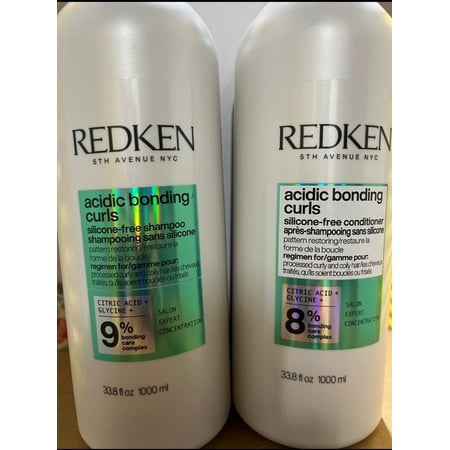 REDKEN
5TH AVENUE NYC
acidic bonding
curls
silicone-free shampoo
shampooing sans silicone
pattern restoring/restaure la
forme de la boucle
regimen for/gamme pour:
processed curly and coily hair/les cheveux
traités, qu'ils soient bouclés ou frisés
CITRIC ACID +
GLYCINE +
9%
bonding
care
complex
SALON
EXPERT
CONCENTRATION
33.8 fl oz 1000 ml
REDKEN
5TH AVENUE NYC
acidic bonding
curls
silicone-free conditioner
après-shampooing sans silicone
pattern restoring/restaure la
forme de la boucle
regimen for/gamme pour:
processed curly and coily hair/les cheveux
traités, qu'ils soient bouclés ou frisés
CITRIC ACID +
GLYCINE +
8%
bonding
care
complex
SALON
EXPERT
CONCENTRATION
33.8 fl oz 1000 ml